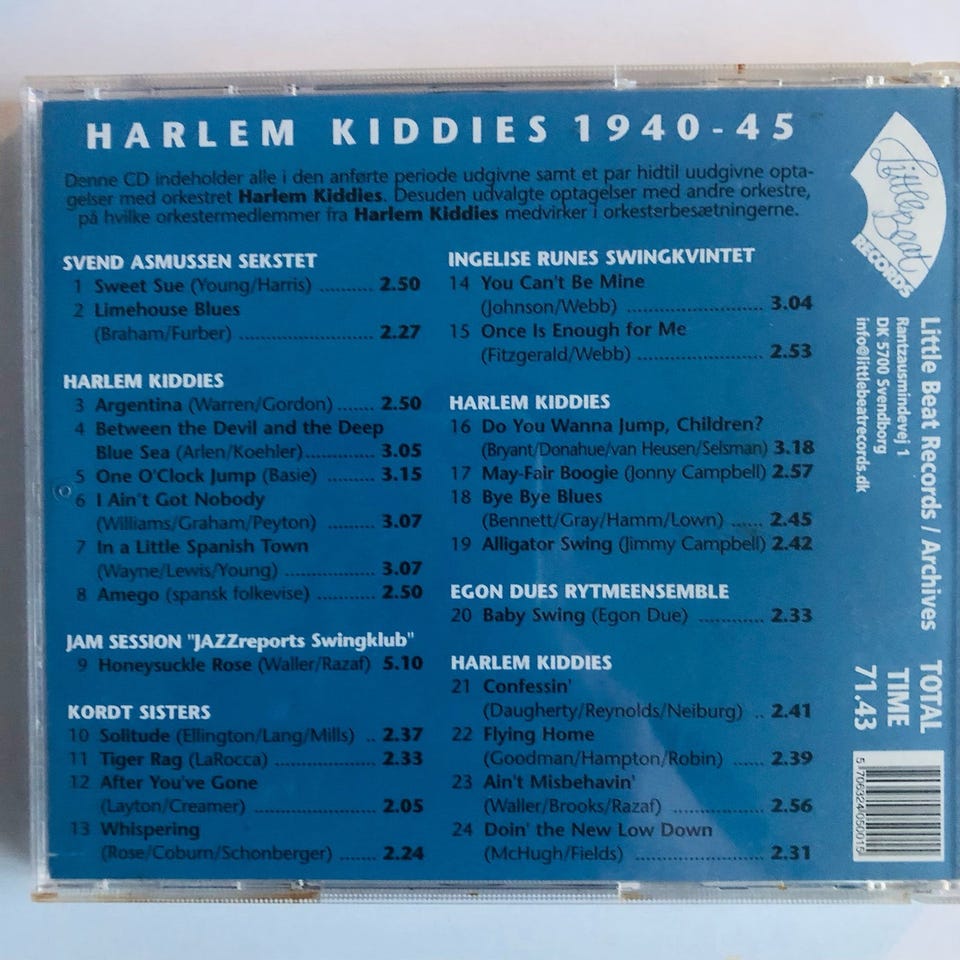 HARLEM KIDDIES 1940-45
Denne CD indeholder alle i den anførte periode udgivne samt et par hidtil uudgivne opta-
gelser med orkestret Harlem Kiddies. Desuden udvalgte optagelser med andre orkestre,
på hvilke orkestermedlemmer fra Harlem Kiddies medvirker i orkesterbesætningerne.
SVEND ASMUSSEN SEKSTET
1 Sweet Sue (Young/Harris) .......... 2.50
2 Limehouse Blues
(Braham/Furber) ........................... 2.27
HARLEM KIDDIES
3 Argentina (Warren/Gordon) ....... 2.50
4 Between the Devil and the Deep
Blue Sea (Arlen/Koehler)............. 3.05
5 One O'Clock Jump (Basie) ......... 3.15
6 I Ain't Got Nobody
(Williams/Graham/Peyton) ......... 3.07
7 In a Little Spanish Town
(Wayne/Lewis/Young) ................. 3.07
8 Amego (spansk folkevise) ........... 2.50
JAM SESSION "JAZZreports Swingklub"
9 Honeysuckle Rose (Waller/Razaf) 5.10
KORDT SISTERS
10 Solitude (Ellington/Lang/Mills) .. 2.37
11 Tiger Rag (LaRocca) ................... 2.33
12 After You've Gone
(Layton/Creamer) ........................ 2.05
13 Whispering
(Rose/Coburn/Schonberger) ....... 2.24
INGELISE RUNES SWINGKVINTET
14 You Can't Be Mine
(Johnson/Webb) .......................... 3.04
15 Once Is Enough for Me
(Fitzgerald/Webb) ........................ 2.53
HARLEM KIDDIES
16 Do You Wanna Jump, Children?
(Bryant/Donahue/van Heusen/Selsman) 3.18
17 May-Fair Boogie (Jonny Campbell) 2.57
18 Bye Bye Blues
(Bennett/Gray/Hamm/Lown) ...... 2.45
19 Alligator Swing (Jimmy Campbell) 2.42
EGON DUES RYTMEENSEMBLE
20 Baby Swing (Egon Due) ............ 2.33
HARLEM KIDDIES
21 Confessin'
(Daugherty/Reynolds/Neiburg) .. 2.41
22 Flying Home
(Goodman/Hampton/Robin) ...... 2.39
23 Ain't Misbehavin'
(Waller/Brooks/Razaf) ................ 2.56
24 Doin' the New Low Down
(McHugh/Fields) ......................... 2.31
Little Beat
RECORDS
Little Beat Records / Archives
Rantzausmindevej 1
DK 5700 Svendborg
info@littlebeatrecords.dk
TOTAL
TIME
71.43
5 706324 050015